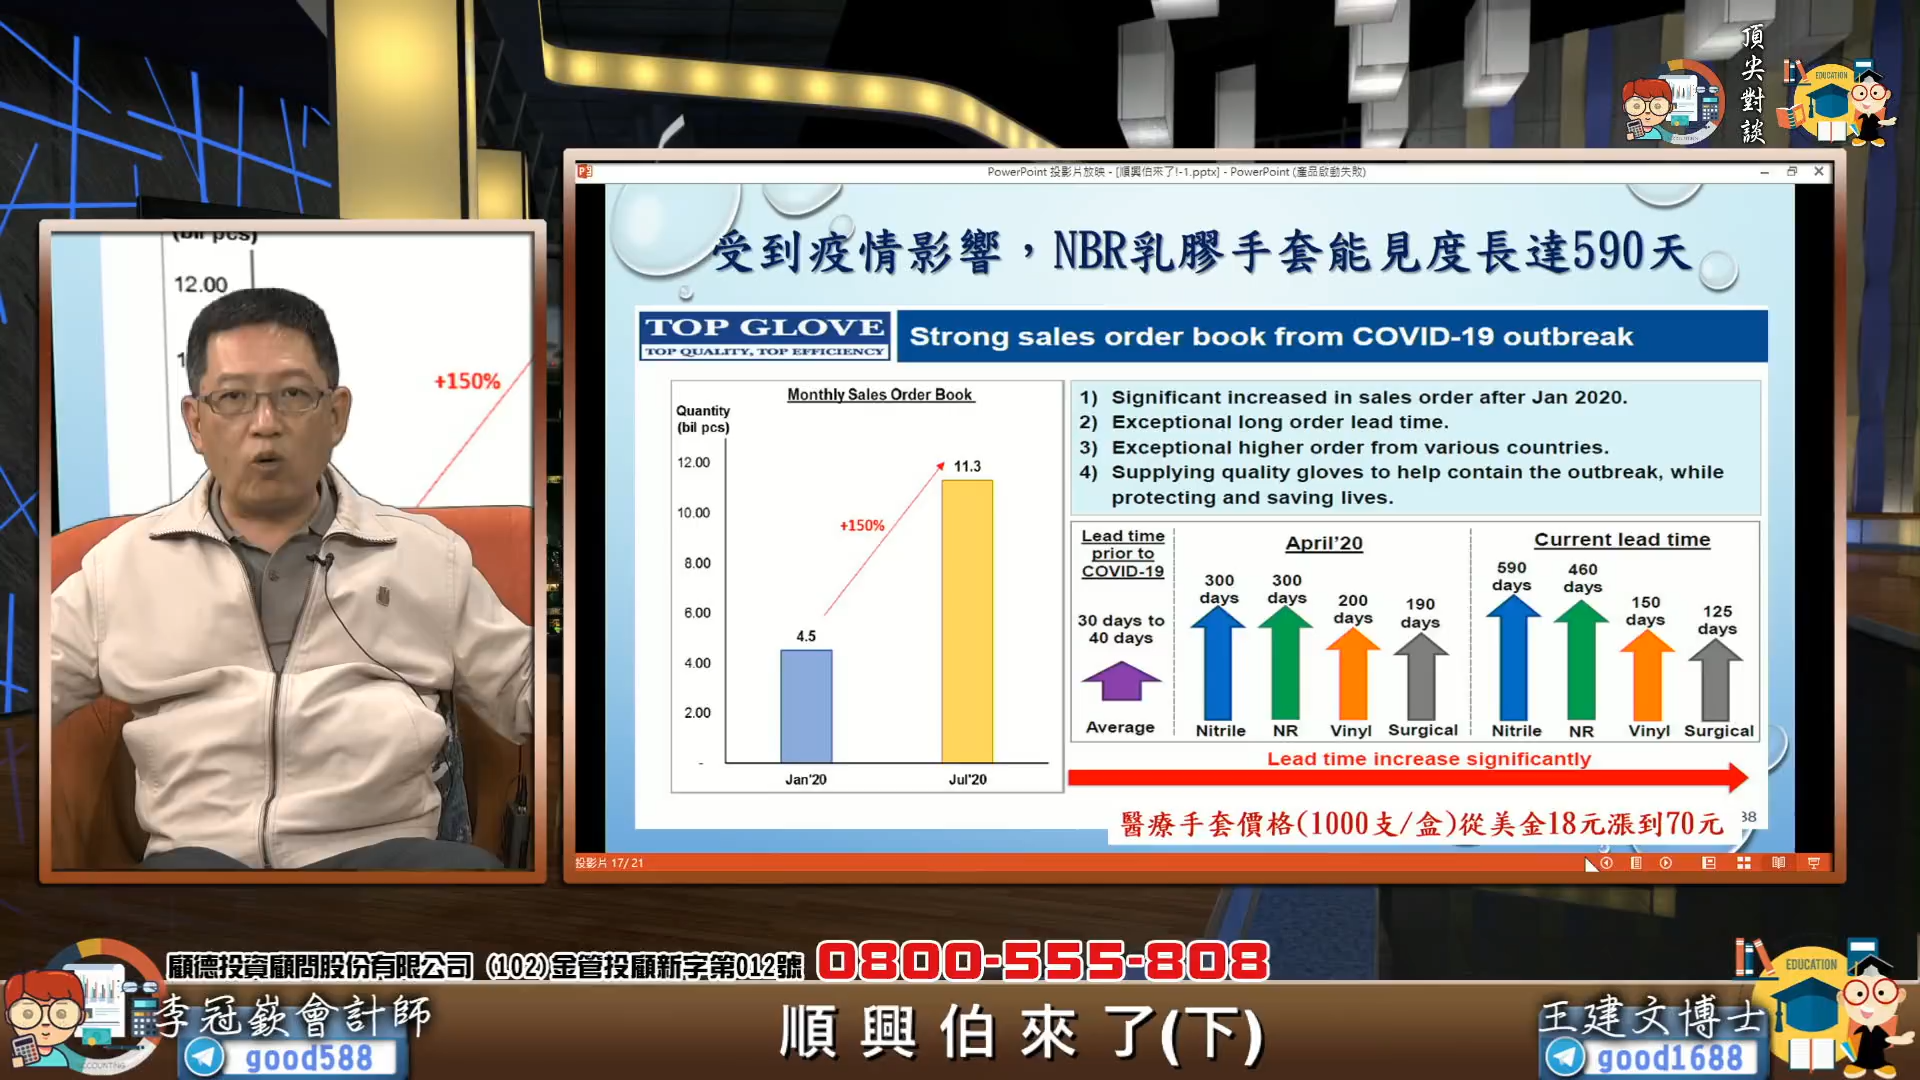 頂尖對談
EDUCATION
PowerPoint 投影片放映 - [順興伯來了!-1.pptx] - PowerPoint (產品啟動失敗)
受到疫情影響，NBR乳膠手套能見度長達590天
TOP GLOVE
TOP QUALITY, TOP EFFICIENCY
Strong sales order book from COVID-19 outbreak
Monthly Sales Order Book
Quantity
(bil pcs)
12.00
10.00
8.00
6.00
4.00
2.00
-
4.5
+150%
11.3
Jan'20
Jul'20
1) Significant increased in sales order after Jan 2020.
2) Exceptional long order lead time.
3) Exceptional higher order from various countries.
4) Supplying quality gloves to help contain the outbreak, while
protecting and saving lives.
Lead time
prior to
COVID-19
30 days to
40 days
Average
April'20
300 days
300 days
200 days
190 days
Nitrile
NR
Vinyl
Surgical
Current lead time
590 days
460 days
150 days
125 days
Nitrile
NR
Vinyl
Surgical
Lead time increase significantly
醫療手套價格(1000支/盒)從美金18元漲到70元
38
投影片 17/ 21
(bil pcs)
12.00
+150%
顧德投資顧問股份有限公司 (102)金管投顧新字第012號 0800-555-808
李冠嶔會計師
good588
ACCOUNTING
順興伯來了(下)
EDUCATION
王建文博士
good1688